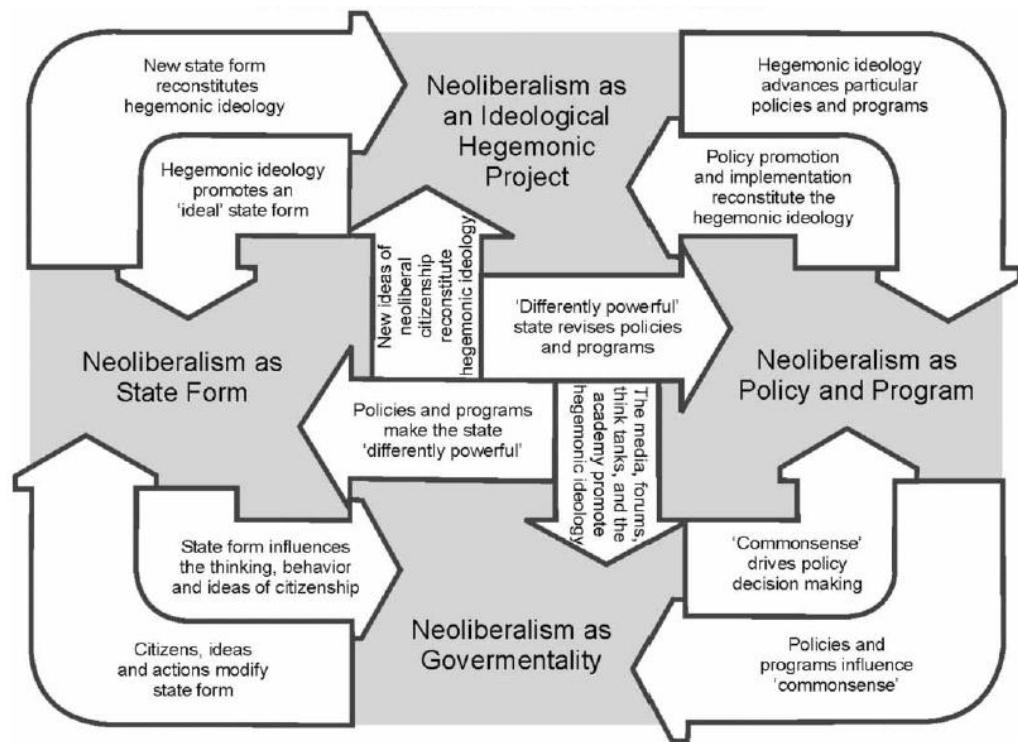 New state form
reconstitutes
hegemonic ideology
Neoliberalism as
an Ideological
Hegemonic
Project
Hegemonic ideology
advances particular
policies and programs
Hegemonic ideology
promotes an
'ideal' state form
Policy promotion
and implementation
reconstitute the
hegemonic ideology
New ideas of
neoliberal
citizenship
reconstitute
hegemonic ideology
'Differently powerful'
state revises policies
and programs
Neoliberalism as
State Form
Neoliberalism as
Policy and Program
Policies and programs
make the state
'differently powerful'
The media, forums,
think tanks, and the
academy promote
hegemonic ideology
State form influences
the thinking, behavior
and ideas of citizenship
'Commonsense'
drives policy
decision making
Neoliberalism as
Govermentality
Citizens, ideas
and actions modify
state form
Policies and
programs influence
'commonsense'